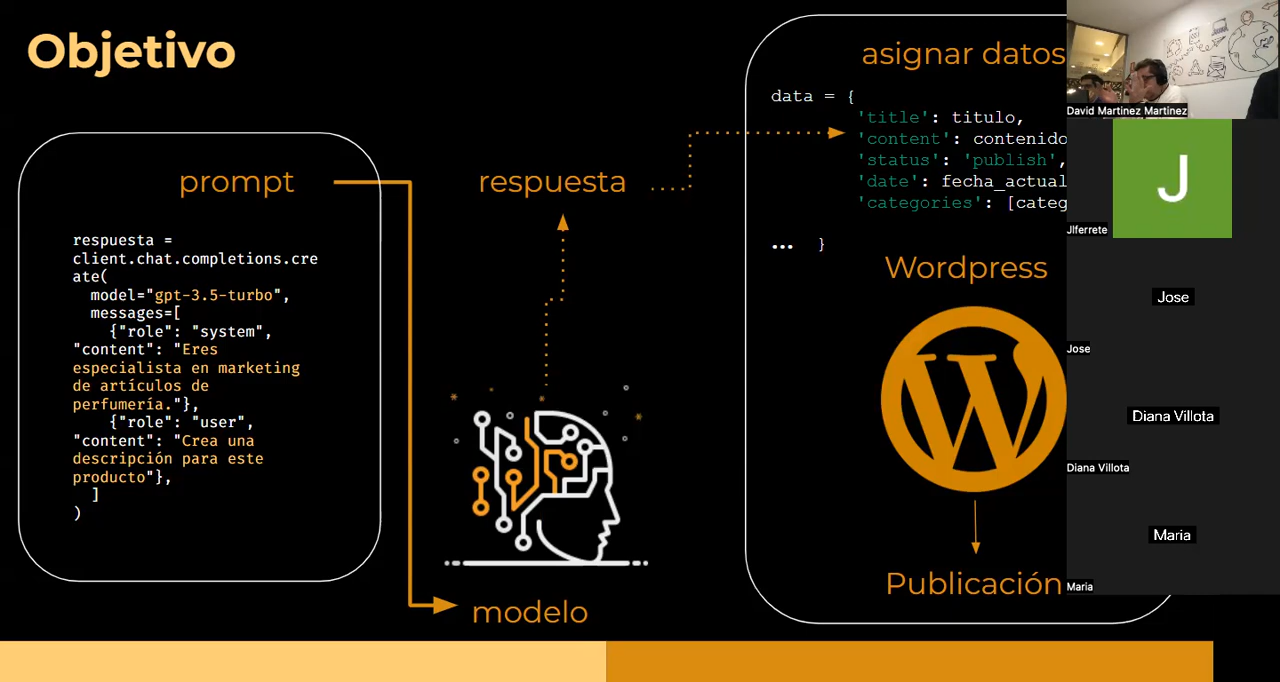 Objetivo
prompt
respuesta =
client.chat.completions.cre
ate(
model="gpt-3.5-turbo",
messages=[
{"role": "system",
"content": "Eres
especialista en marketing
de artículos de
perfumería."},
{"role": "user",
"content": "Crea una
descripción para este
producto"},
]
)
respuesta
modelo
asignar datos
data = {
'title': titulo,
'content': contenido
'status': 'publish',
'date': fecha_actual
'categories': [categ
... }
Wordpress
Publicación
David Martinez Martinez
J
Jlferrete
Jose
Jose
Diana Villota
Diana Villota
Maria
Maria